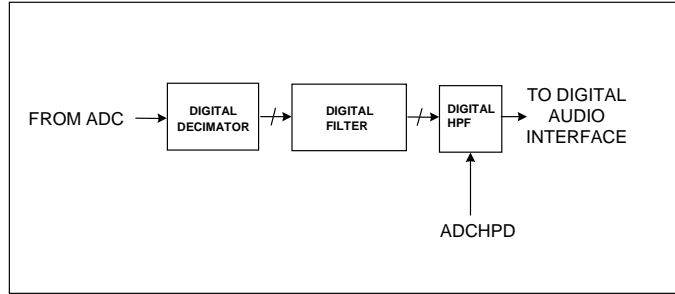 FROM ADC
DIGITAL
DECIMATOR
DIGITAL
FILTER
DIGITAL
HPF
TO DIGITAL
AUDIO
INTERFACE
ADCHPD